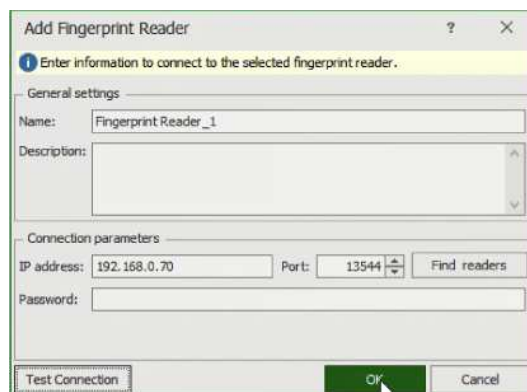 Add Fingerprint Reader ? ×
Enter information to connect to the selected fingerprint reader.
General settings
Name: Fingerprint Reader_1
Description:
Connection parameters
IP address: 192.168.0.70 Port: 13544 Find readers
Password:
Test Connection OK Cancel